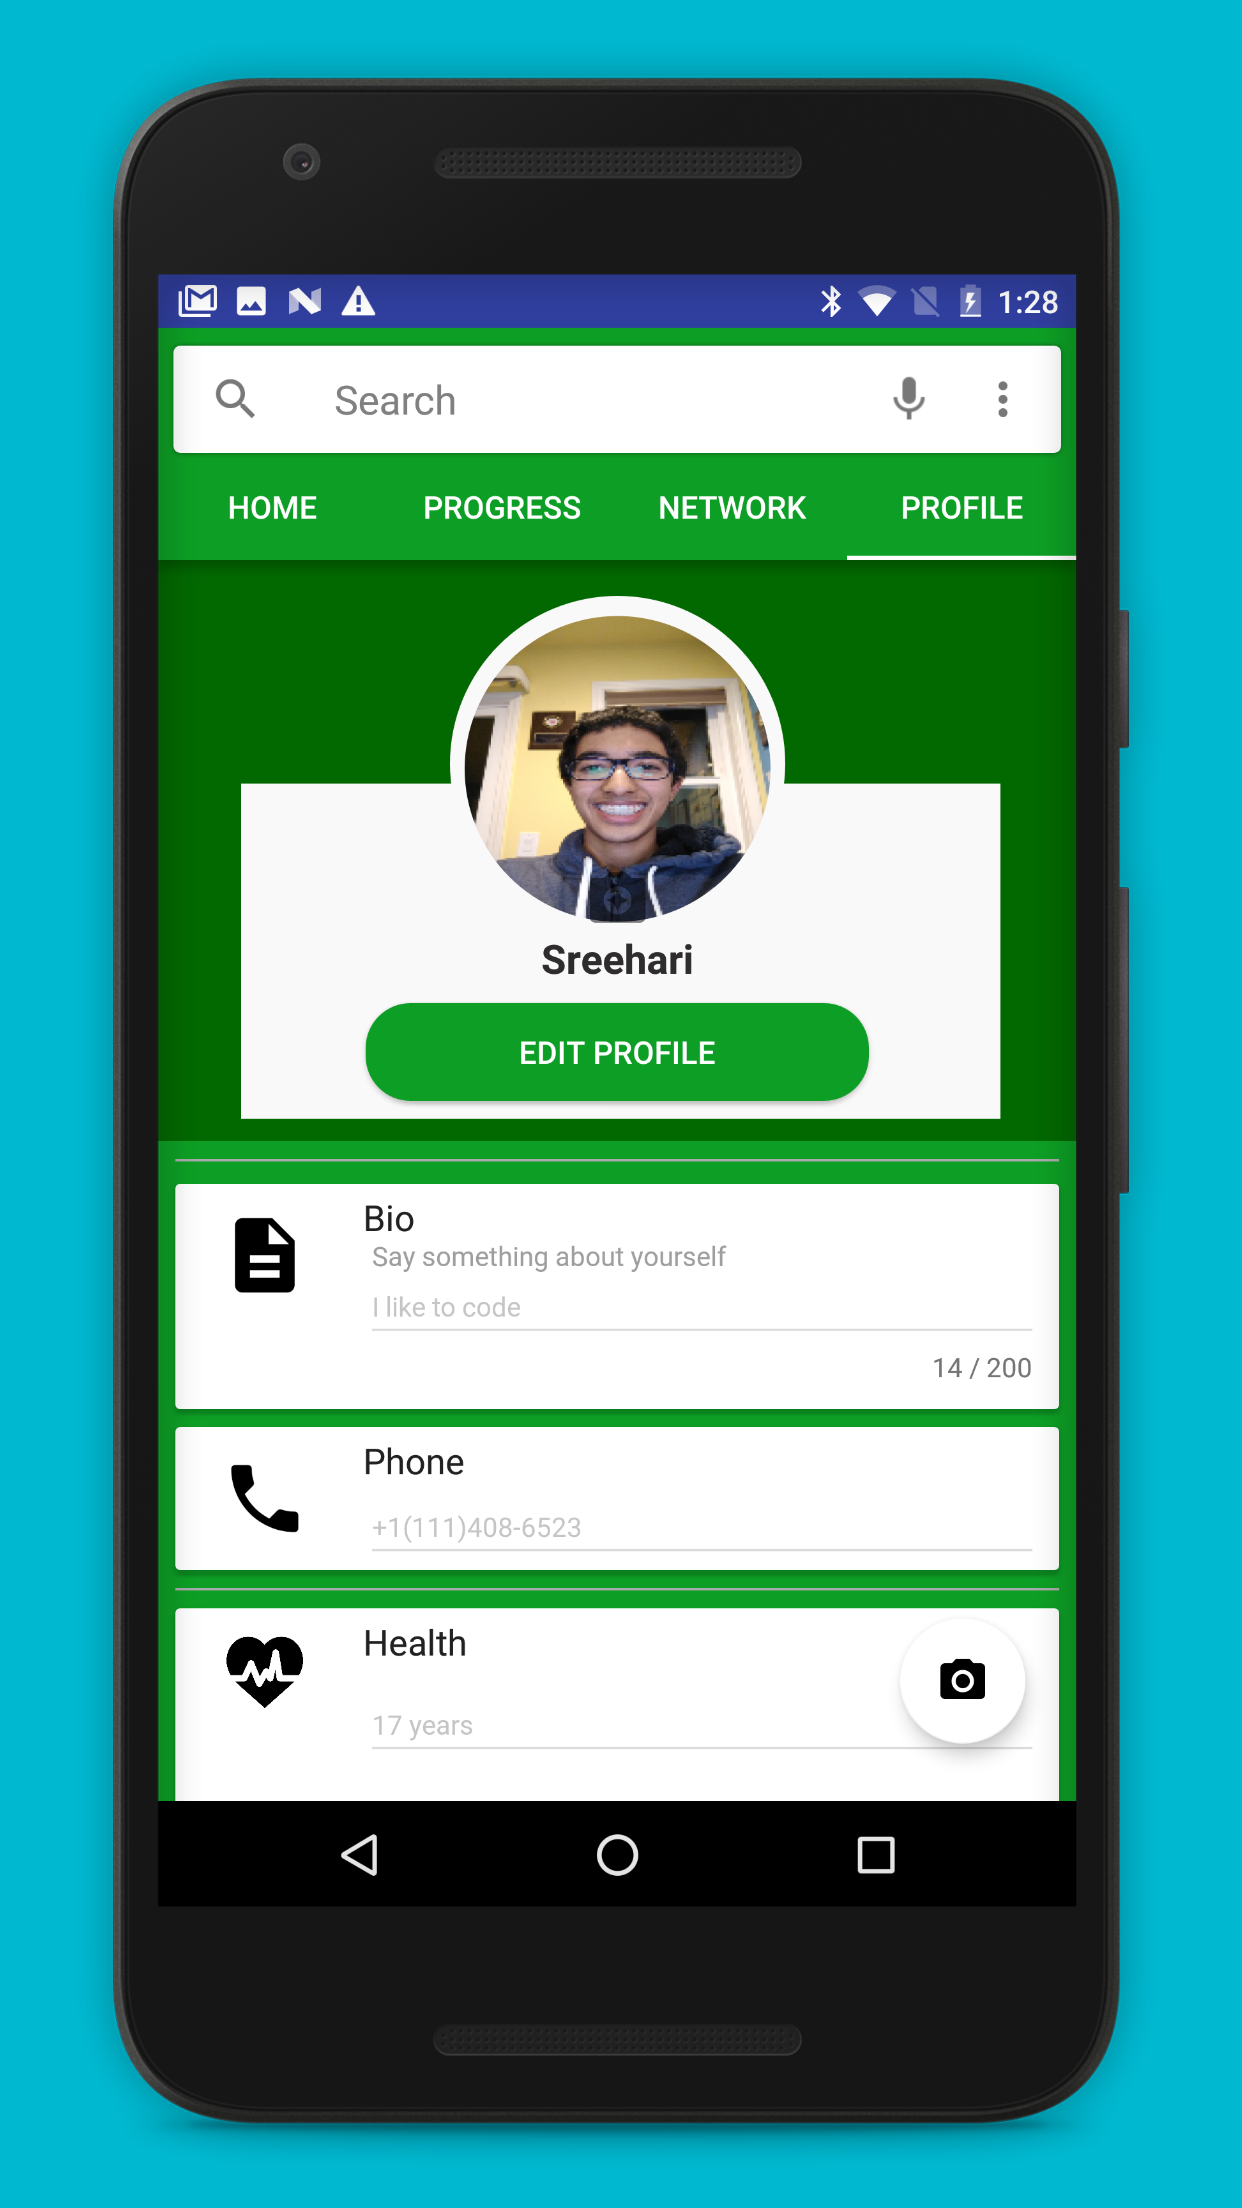 1:28
Search
HOME PROGRESS NETWORK PROFILE
Sreehari
EDIT PROFILE
Bio
Say something about yourself
I like to code
14 / 200
Phone
+1(111)408-6523
Health
17 years